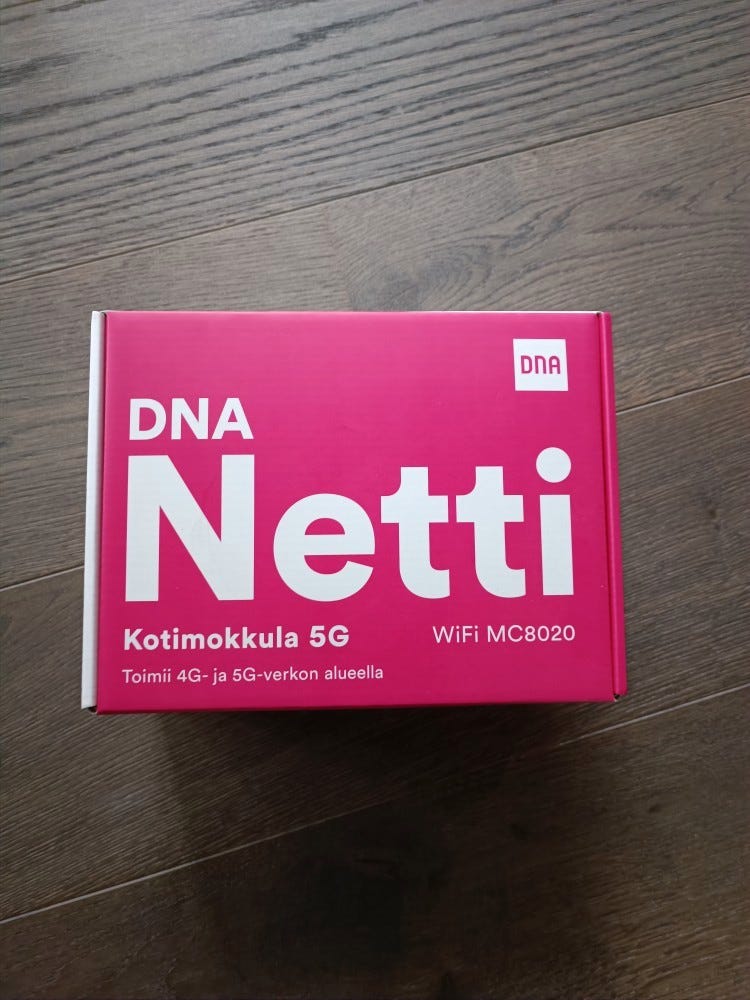 DNA
DNA
Netti
Kotimokkula 5G
WiFi MC8020
Toimii 4G- ja 5G-verkon alueella